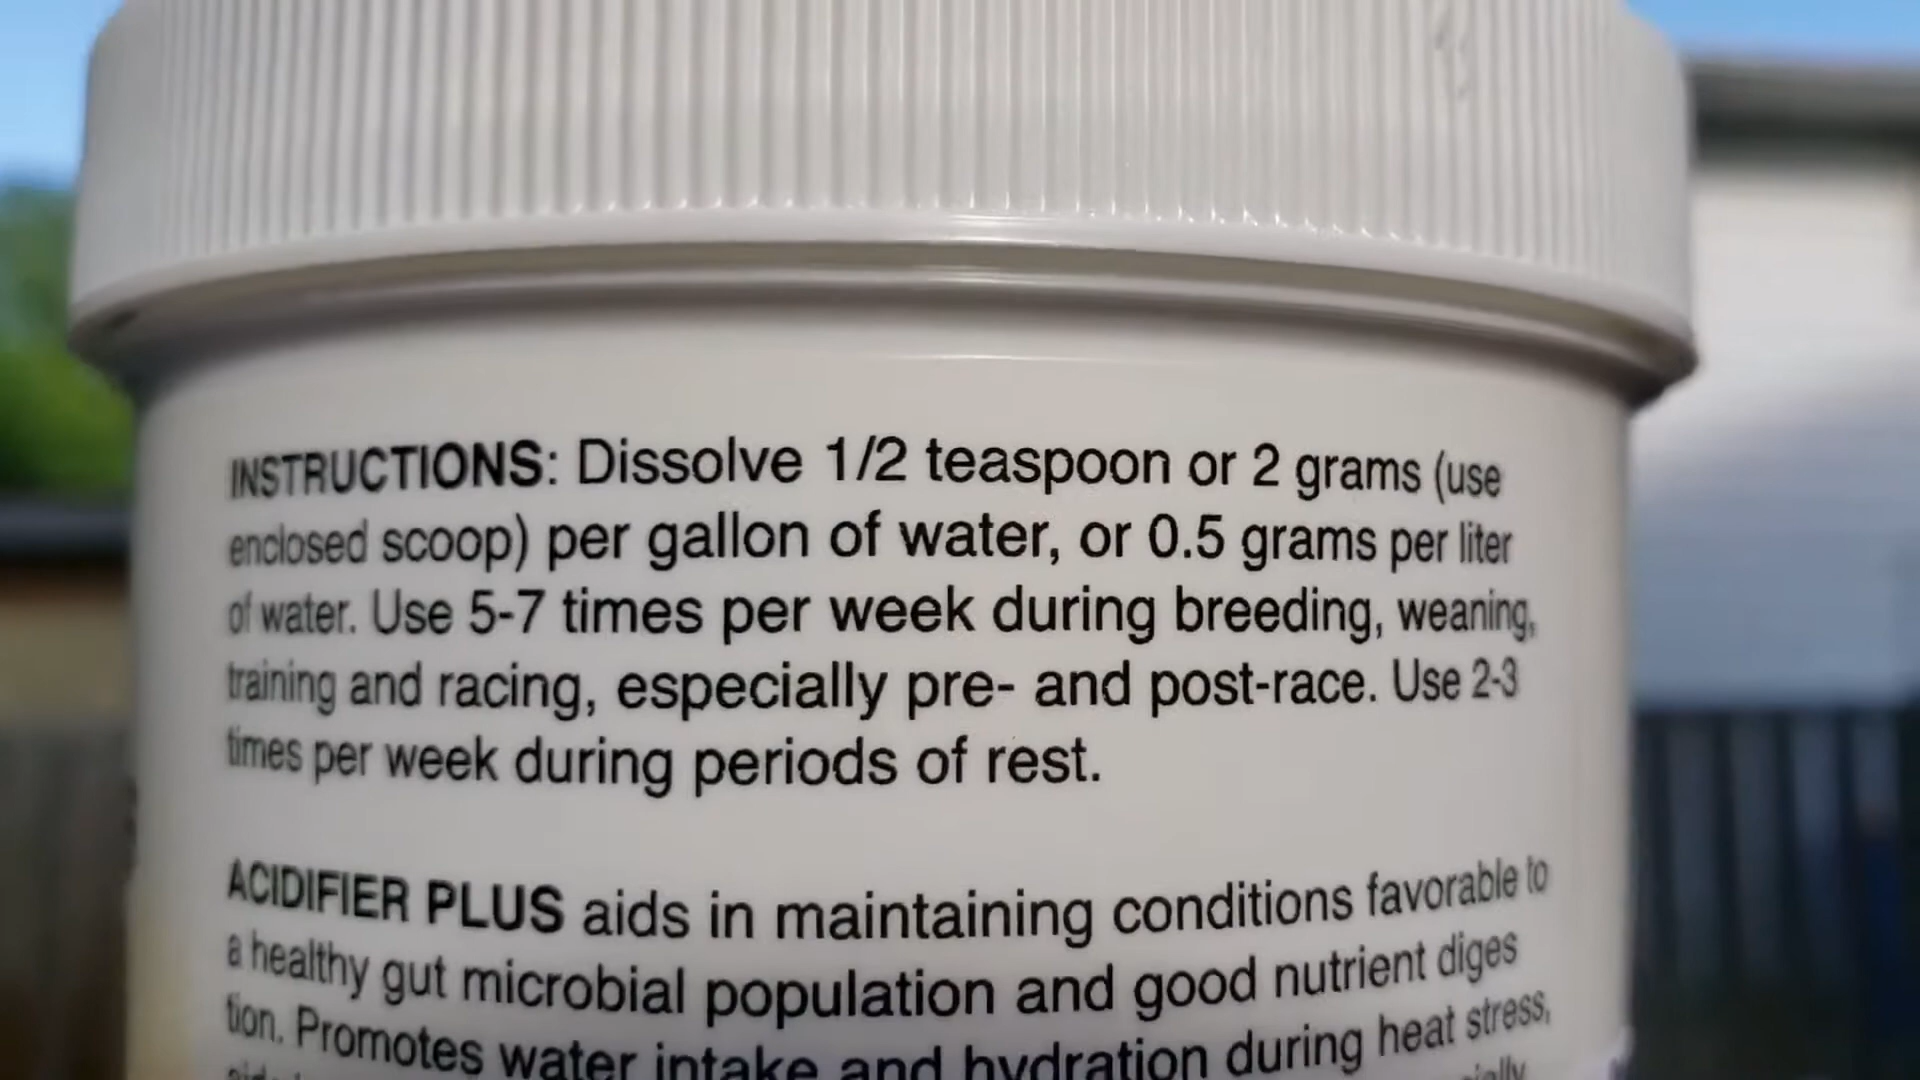 INSTRUCTIONS: Dissolve 1/2 teaspoon or 2 grams (use
enclosed scoop) per gallon of water, or 0.5 grams per liter
of water. Use 5-7 times per week during breeding, weaning,
training and racing, especially pre- and post-race. Use 2-3
times per week during periods of rest.
ACIDIFIER PLUS aids in maintaining conditions favorable to
a healthy gut microbial population and good nutrient diges
tion. Promotes water intake and hydration during heat stress,